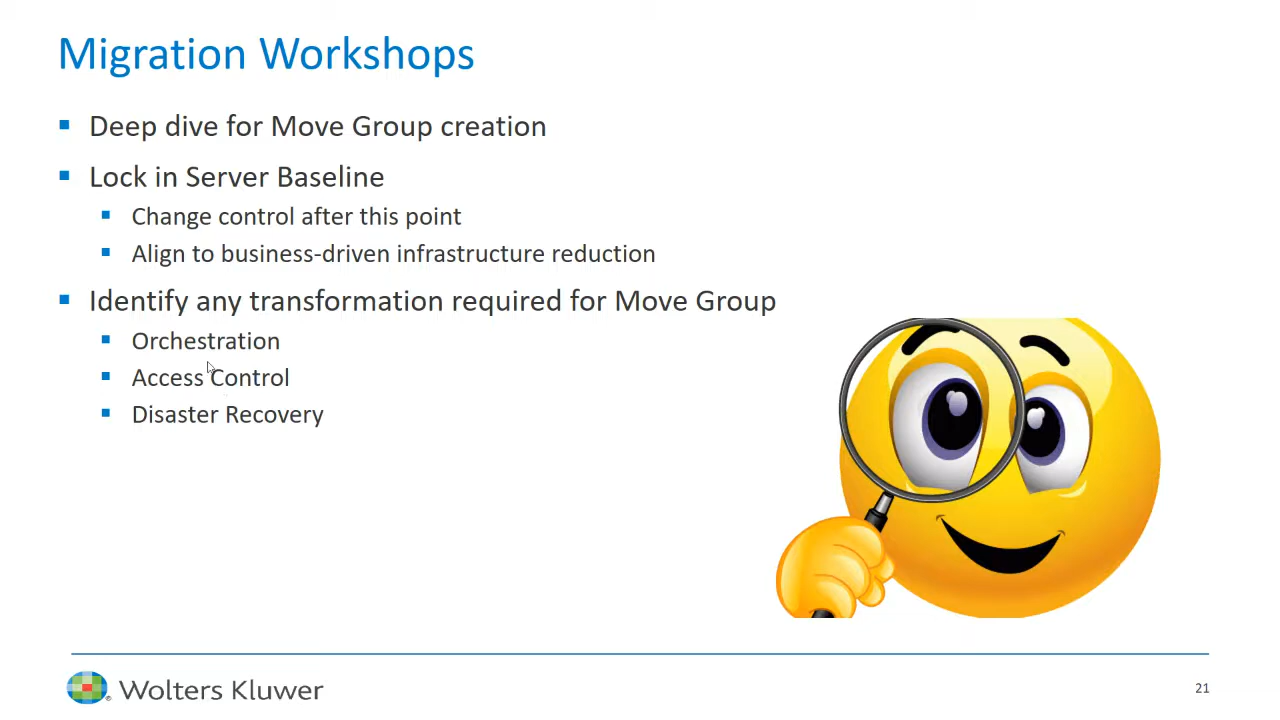 Migration Workshops
Deep dive for Move Group creation
Lock in Server Baseline
Change control after this point
Align to business-driven infrastructure reduction
Identify any transformation required for Move Group
Orchestration
Access Control
Disaster Recovery
Wolters Kluwer
21